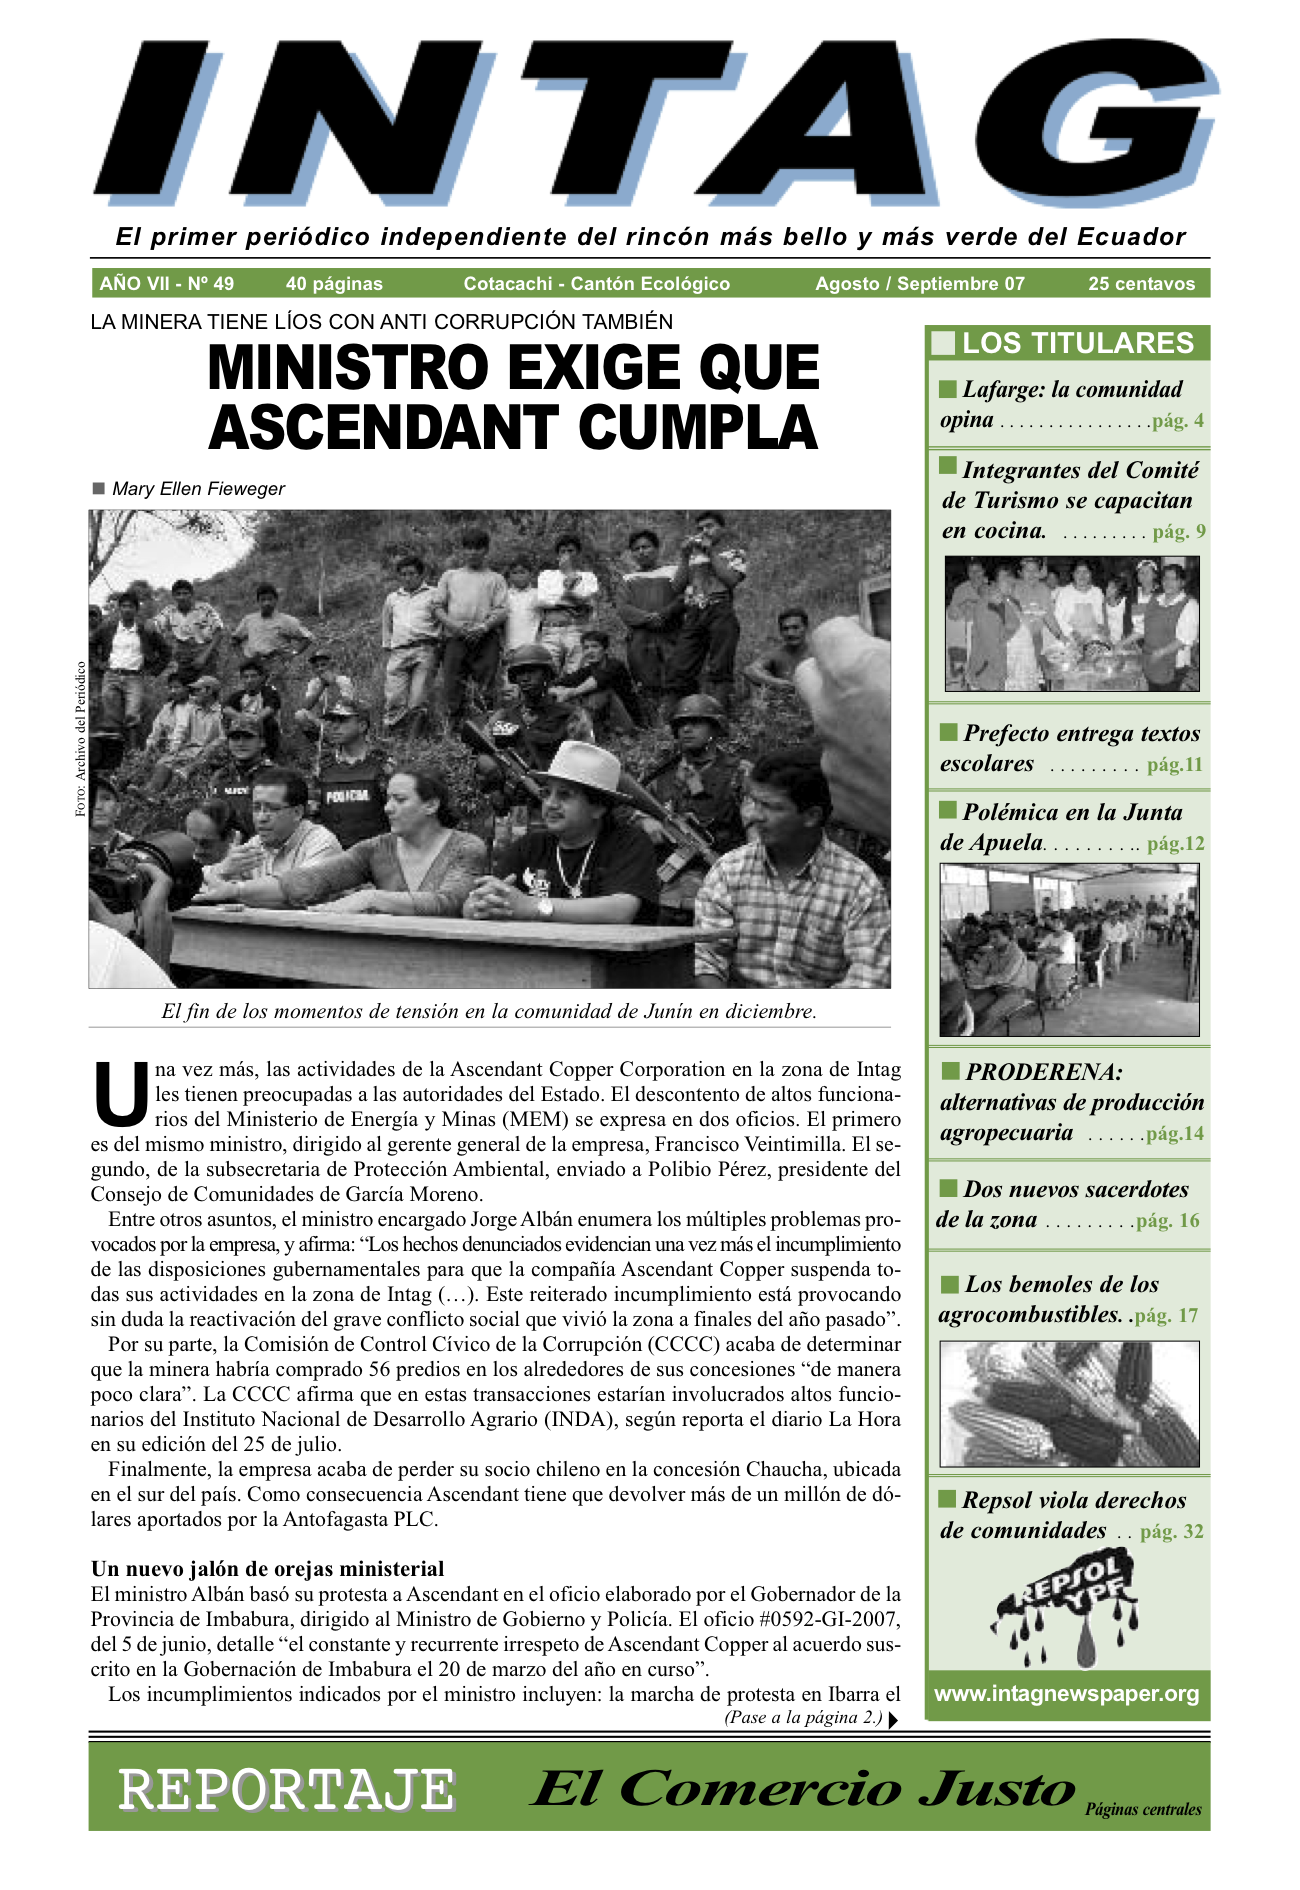 INTAG
El primer periódico independiente del rincón más bello y más verde del Ecuador
AÑO VII - Nº 49 40 páginas Cotacachi - Cantón Ecológico Agosto / Septiembre 07 25 centavos
LA MINERA TIENE LÍOS CON ANTI CORRUPCIÓN TAMBIÉN
MINISTRO EXIGE QUE
ASCENDANT CUMPLA
Mary Ellen Fieweger
FOTO: Archivo del Periódico
POLICIA
El fin de los momentos de tensión en la comunidad de Junín en diciembre.
Una vez más, las actividades de la Ascendant Copper Corporation en la zona de Intag
les tienen preocupadas a las autoridades del Estado. El descontento de altos funciona-
rios del Ministerio de Energía y Minas (MEM) se expresa en dos oficios. El primero
es del mismo ministro, dirigido al gerente general de la empresa, Francisco Veintimilla. El se-
gundo, de la subsecretaria de Protección Ambiental, enviado a Polibio Pérez, presidente del
Consejo de Comunidades de García Moreno.
Entre otros asuntos, el ministro encargado Jorge Albán enumera los múltiples problemas pro-
vocados por la empresa, y afirma: “Los hechos denunciados evidencian una vez más el incumplimiento
de las disposiciones gubernamentales para que la compañía Ascendant Copper suspenda to-
das sus actividades en la zona de Intag (…). Este reiterado incumplimiento está provocando
sin duda la reactivación del grave conflicto social que vivió la zona a finales del año pasado”.
Por su parte, la Comisión de Control Cívico de la Corrupción (CCCC) acaba de determinar
que la minera habría comprado 56 predios en los alrededores de sus concesiones “de manera
poco clara”. La CCCC afirma que en estas transacciones estarían involucrados altos funcio-
narios del Instituto Nacional de Desarrollo Agrario (INDA), según reporta el diario La Hora
en su edición del 25 de julio.
Finalmente, la empresa acaba de perder su socio chileno en la concesión Chaucha, ubicada
en el sur del país. Como consecuencia Ascendant tiene que devolver más de un millón de dó-
lares aportados por la Antofagasta PLC.
Un nuevo jalón de orejas ministerial
El ministro Albán basó su protesta a Ascendant en el oficio elaborado por el Gobernador de la
Provincia de Imbabura, dirigido al Ministro de Gobierno y Policía. El oficio #0592-GI-2007,
del 5 de junio, detalle “el constante y recurrente irrespeto de Ascendant Copper al acuerdo sus-
crito en la Gobernación de Imbabura el 20 de marzo del año en curso”.
Los incumplimientos indicados por el ministro incluyen: la marcha de protesta en Ibarra el
(Pase a la página 2.)
LOS TITULARES
Lafarge: la comunidad
opina . . . . . . . . . . . . . . . .pág. 4
Integrantes del Comité
de Turismo se capacitan
en cocina. . . . . . . . . . pág. 9
Prefecto entrega textos
escolares . . . . . . . . . pág.11
Polémica en la Junta
de Apuela. . . . . . . . . .. pág.12
PRODERENA:
alternativas de producción
agropecuaria . . . . . .pág.14
Dos nuevos sacerdotes
de la zona . . . . . . . . .pág. 16
Los bemoles de los
agrocombustibles. .pág. 17
Repsol viola derechos
de comunidades . . pág. 32
REPSOL
YPF
www.intagnewspaper.org
REPORTAJE El Comercio Justo Páginas centrales